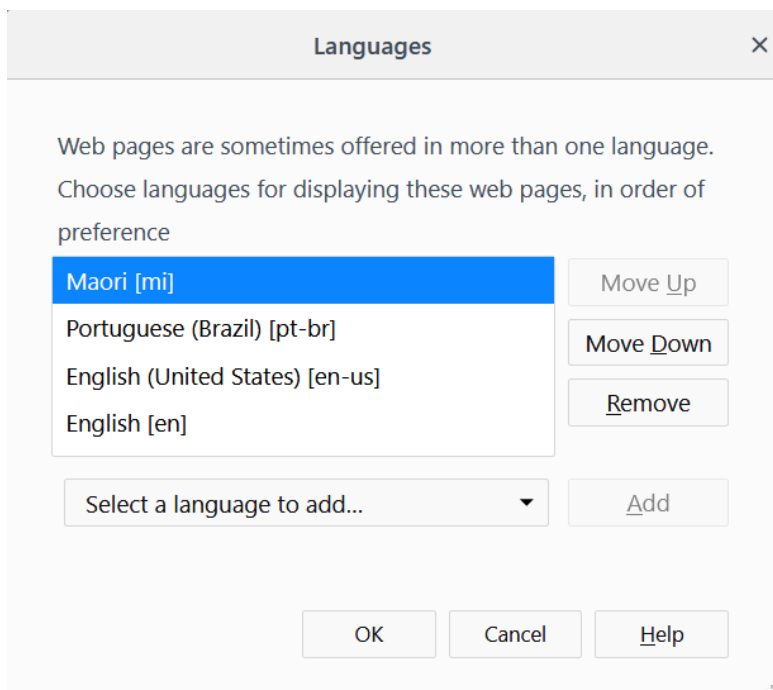 Languages
Web pages are sometimes offered in more than one language.
Choose languages for displaying these web pages, in order of
preference
Maori [mi]
Portuguese (Brazil) [pt-br]
English (United States) [en-us]
English [en]
Move Up
Move Down
Remove
Select a language to add...
Add
OK
Cancel
Help